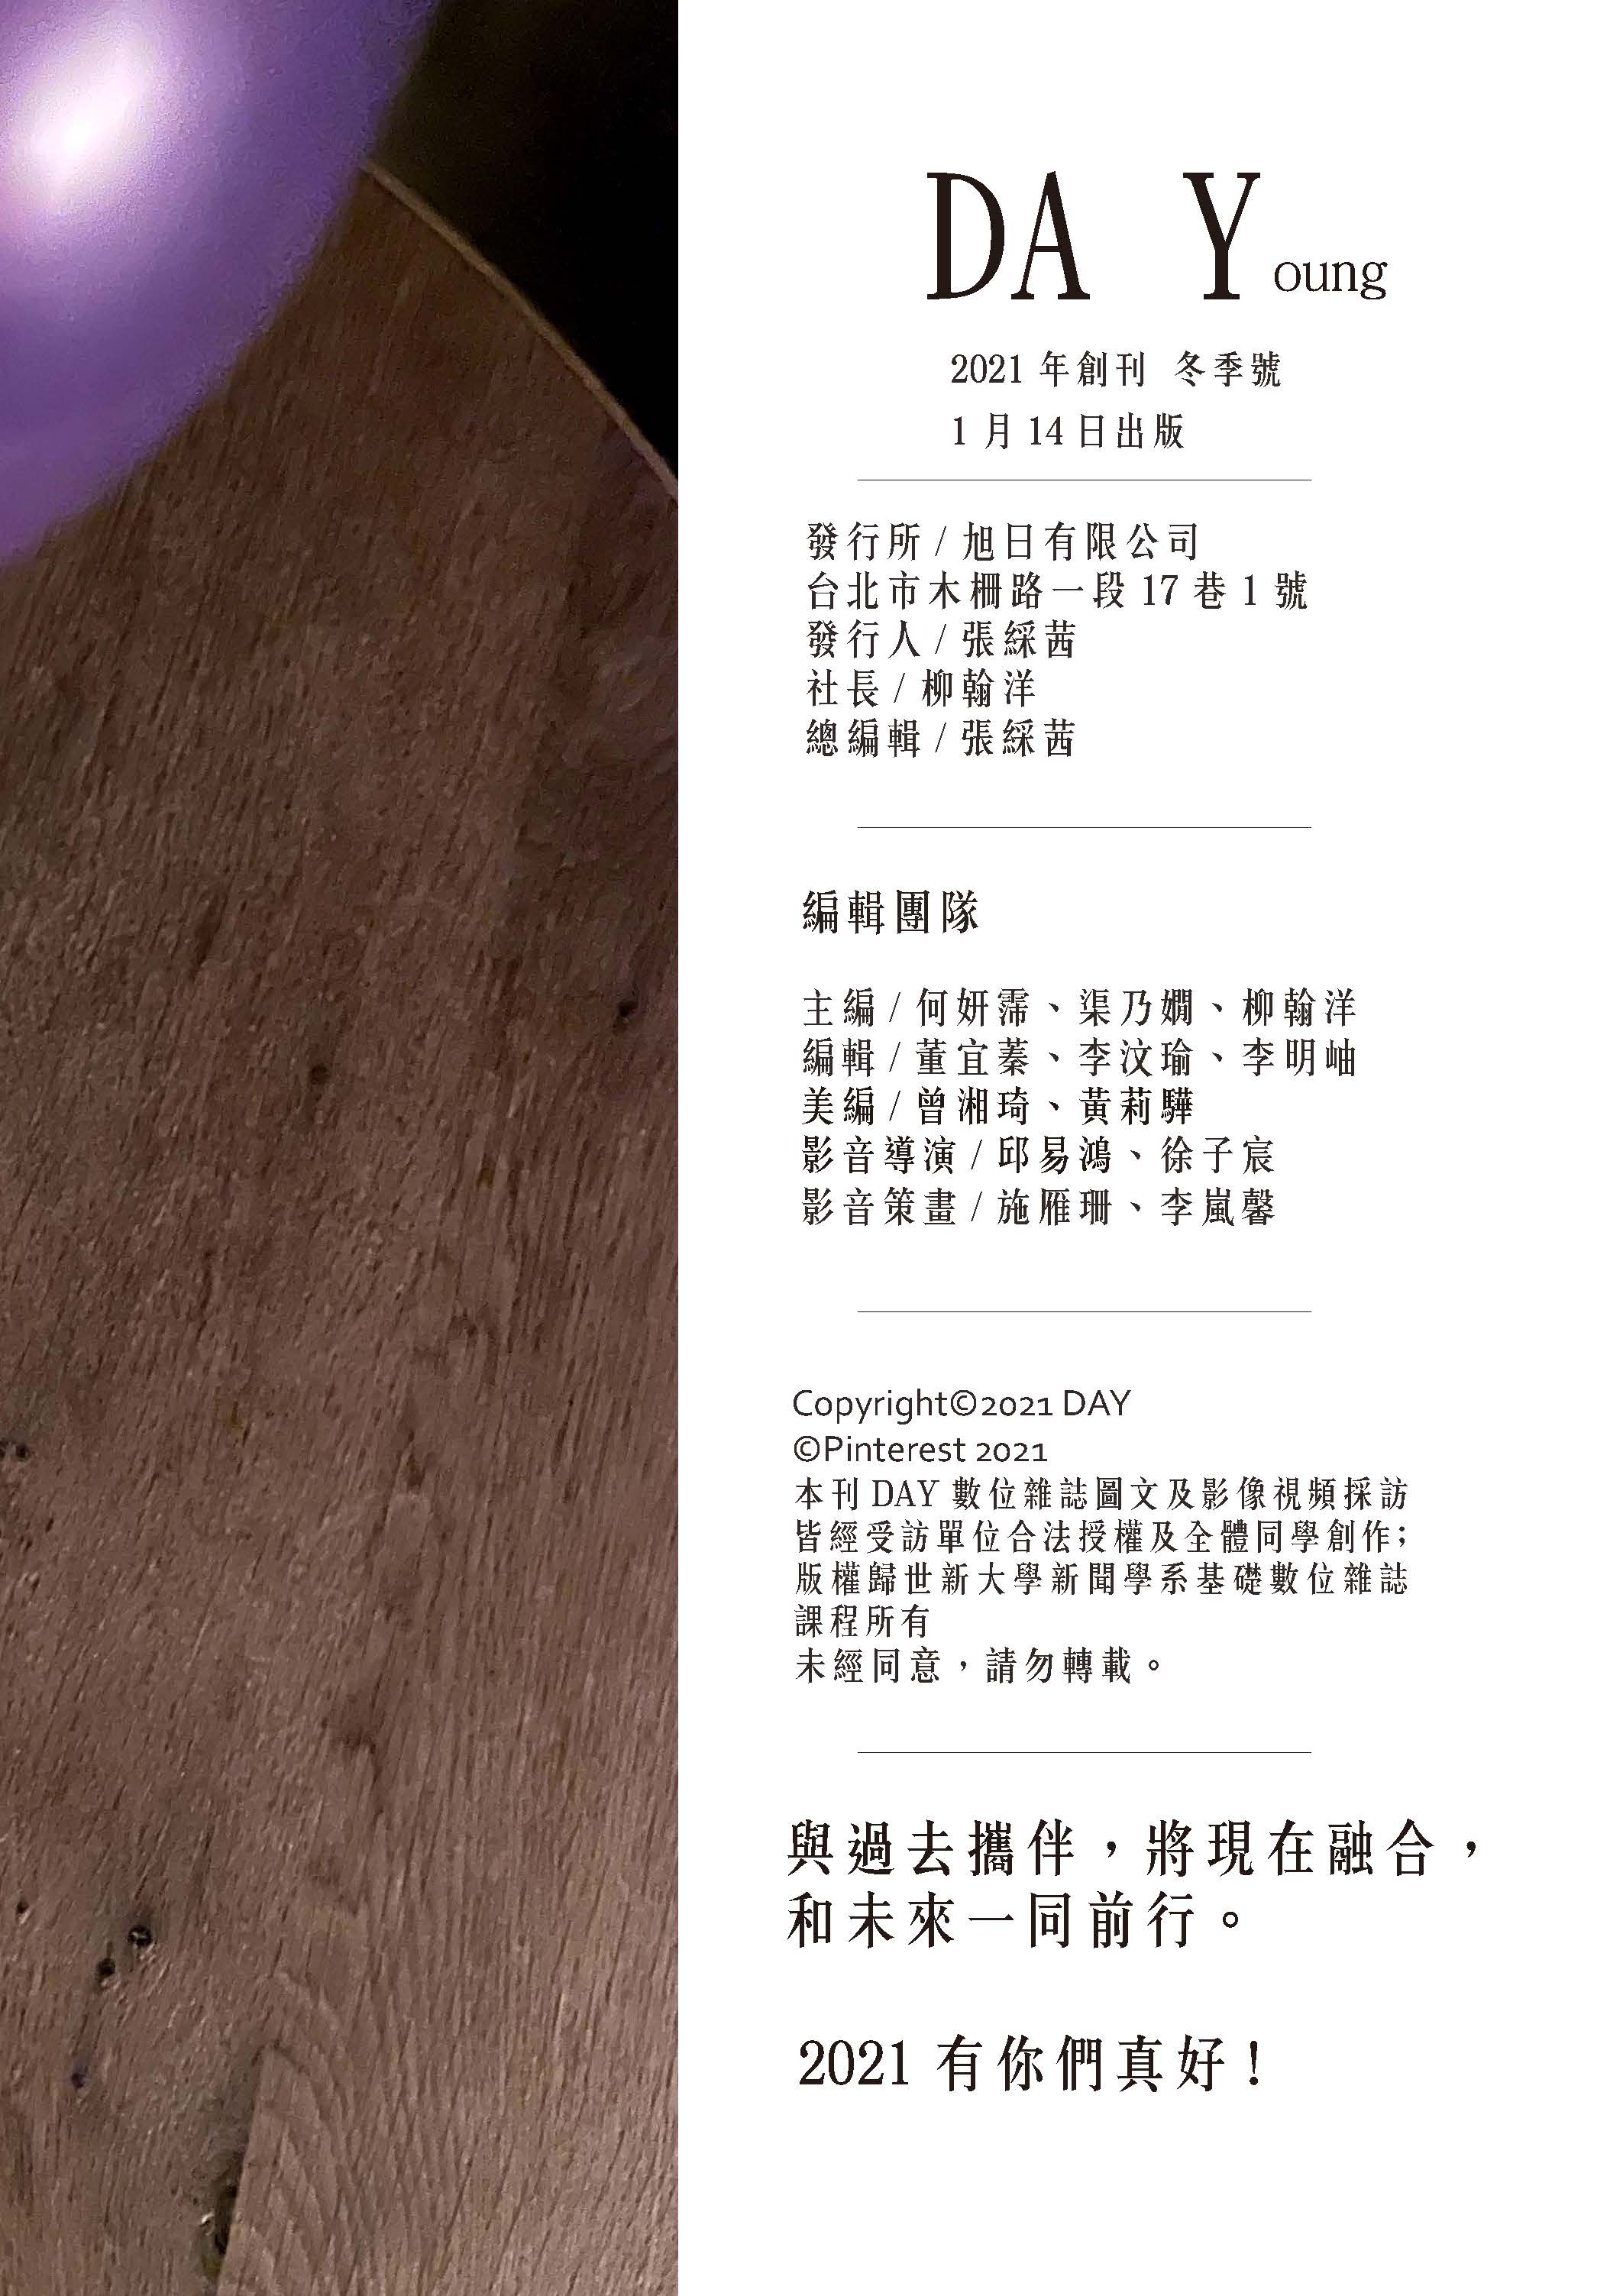 DA Young
2021 年創刊 冬季號
1 月 14 日出版
發行所 / 旭日有限公司
台北市木柵路一段 17 巷 1 號
發行人 / 張綵茜
社長 / 柳翰洋
總編輯 / 張綵茜
編輯團隊
主編 / 何妍霈、渠乃嫻、柳翰洋
編輯 / 董宜蓁、李汶瑜、李明岫
美編 / 曾湘琦、黃莉驊
影音導演 / 邱易鴻、徐子宸
影音策畫 / 施雁珊、李嵐馨
Copyright©2021 DAY
©Pinterest 2021
本刊 DAY 數位雜誌圖文及影像視頻採訪
皆經受訪單位合法授權及全體同學創作;
版權歸世新大學新聞學系基礎數位雜誌
課程所有
未經同意，請勿轉載。
與過去攜伴，將現在融合，
和未來一同前行。
2021 有你們真好!